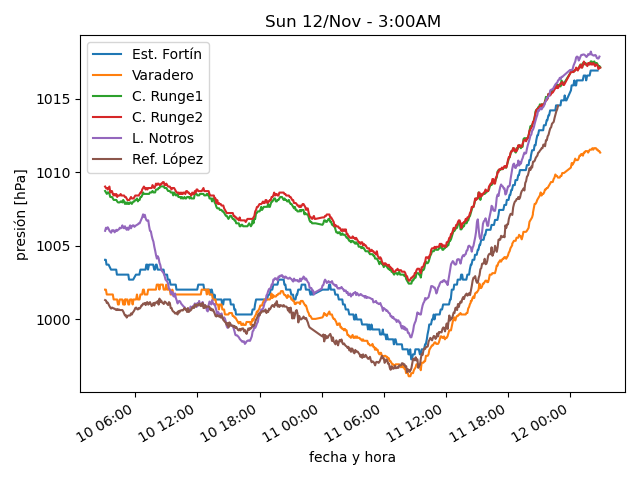 Sun 12/Nov - 3:00AM
Est. Fortín
Varadero
C. Runge1
C. Runge2
L. Notros
Ref. López
presión [hPa]
1015
1010
1005
1000
10 06:00
10 12:00
10 18:00
11 00:00
11 06:00
11 12:00
11 18:00
12 00:00
fecha y hora